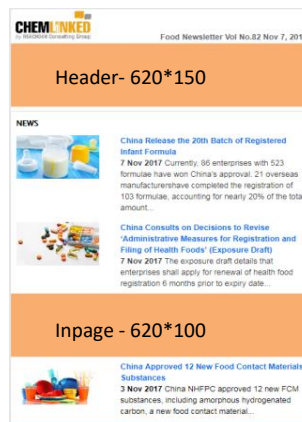 CHEMLINKED
by REACH24H Consulting Group
Food Newsletter Vol No.82 Nov 7, 201
Header- 620*150
NEWS
China Release the 20th Batch of Registered
Infant Formula
7 Nov 2017 Currently, 86 enterprises with 523
formulae have won China's approval. 21 overseas
manufacturershave completed the registration of
103 formulae, accounting for nearly 20% of the total
amount...
China Consults on Decisions to Revise
'Administrative Measures for Registration and
Filing of Health Foods' (Exposure Draft)
7 Nov 2017 The exposure draft details that
enterprises shall apply for renewal of health food
registration 6 months prior to expiry date...
Inpage - 620*100
China Approved 12 New Food Contact Materials
Substances
3 Nov 2017 China NHFPC approved 12 new FCM
substances, including amorphous hydrogenated
carbon, a new food contact material...